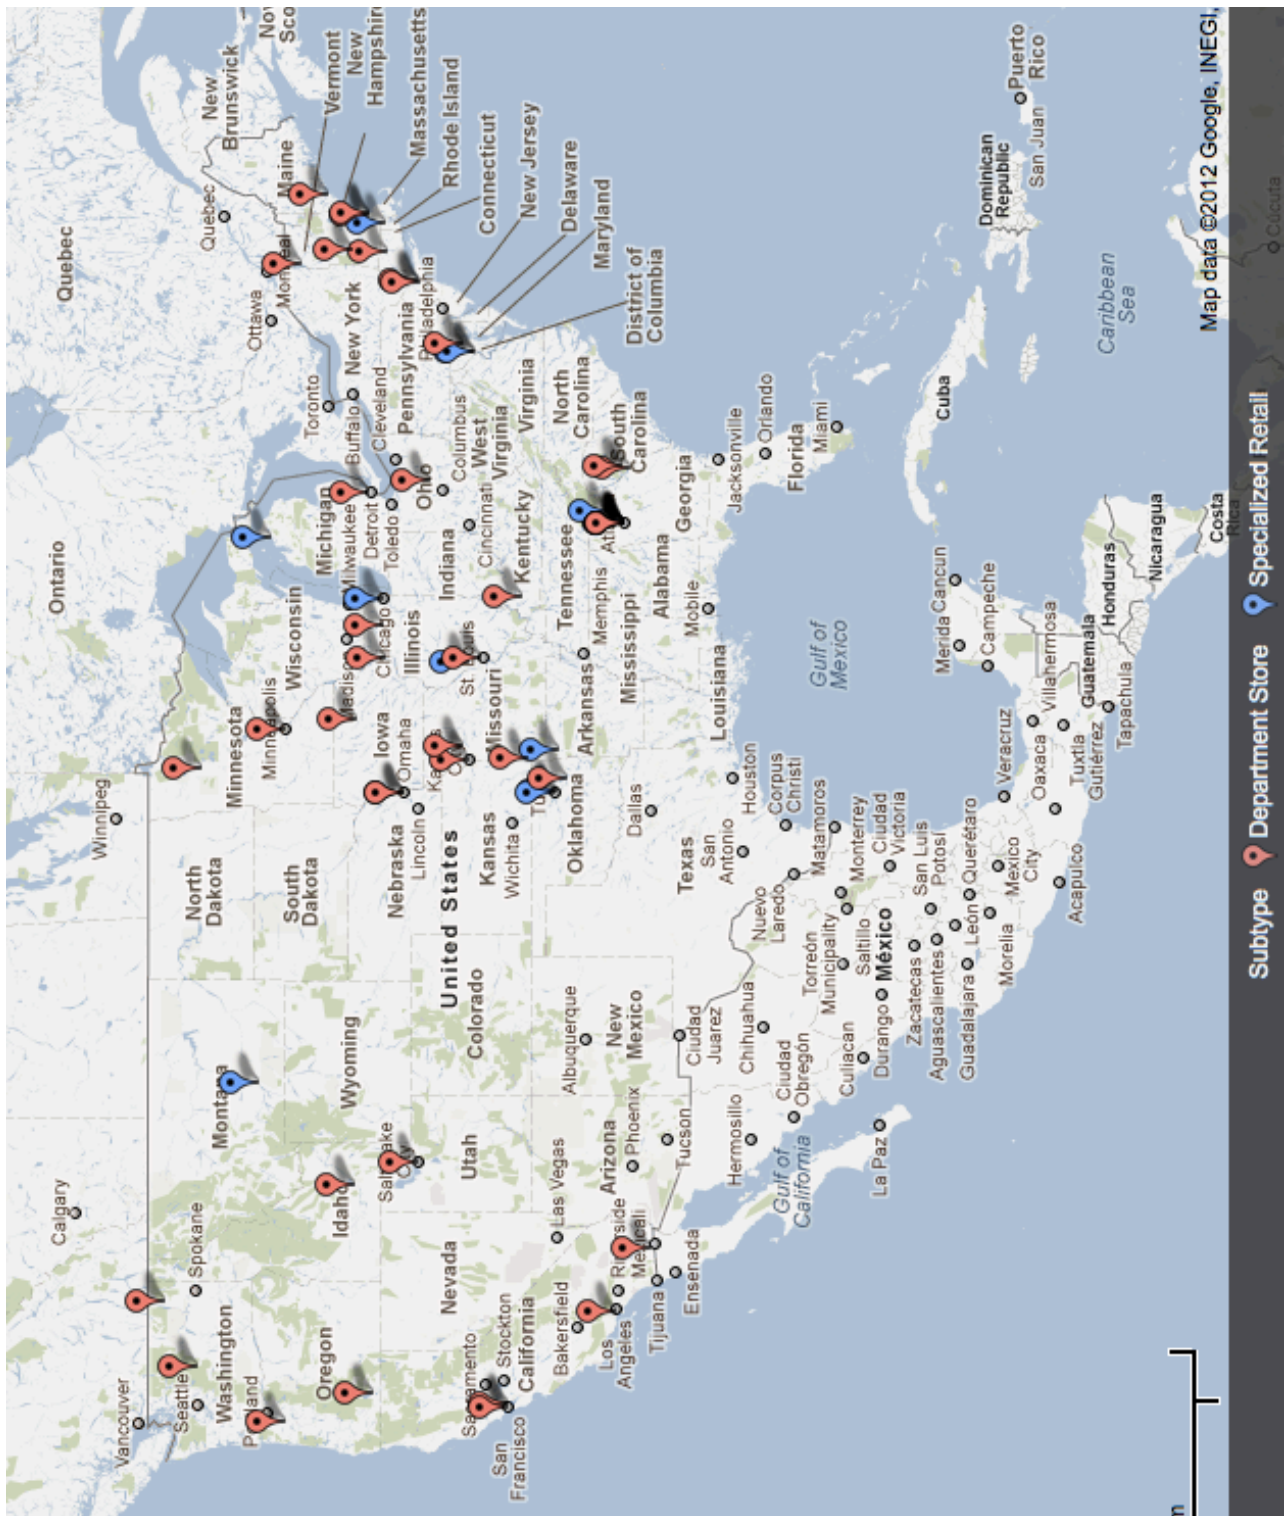 Calgary
Winnipeg
Ontario
Quebec
Vancouver
Seattle
Spokane
Washington
Oregon
Idaho
Montana
Wyoming
North
Dakota
South
Dakota
Minnesota
Minneapolis
Wisconsin
Michigan
Milwaukee
Madison
Chicago
Detroit
Toledo
Toronto
Ottawa
Montreal
Québec
New
Brunswick
Maine
Vermont
New
Hampshire
Massachusetts
Rhode Island
Connecticut
New Jersey
Delaware
Maryland
District of
Columbia
New York
Buffalo
Cleveland
Pennsylvania
Philadelphia
Ohio
Columbus
West
Virginia
Virginia
Cincinnati
Indiana
Illinois
Iowa
Omaha
Nebraska
Lincoln
United States
Colorado
Utah
Nevada
Sacramento
Stockton
San
Francisco
California
Bakersfield
Las Vegas
Los
Angeles
Arizona
Phoenix
Tucson
Albuquerque
New
Mexico
Kansas
Wichita
Missouri
St. Louis
Kentucky
Tennessee
Memphis
Arkansas
Oklahoma
Dallas
Texas
San
Antonio
Houston
Corpus
Christi
Louisiana
Mississippi
Alabama
Mobile
Georgia
North
Carolina
South
Carolina
Jacksonville
Orlando
Florida
Miami
Tijuana
Mexicali
Ensenada
Hermosillo
Ciudad
Juarez
Chihuahua
Ciudad
Obregón
Gulf of
California
La Paz
Culiacan
Durango
Nuevo
Laredo
Torreón
Municipality
Saltillo
Monterrey
Matamoros
Ciudad
Victoria
México
Zacatecas
San Luis
Potosí
Aguascalientes
Guadalajara
León
Querétaro
Morelia
Mexico
City
Acapulco
Veracruz
Oaxaca
Tuxtla
Gutiérrez
Villahermosa
Tapachula
Merida
Cancun
Campeche
Gulf of
Mexico
Guatemala
Honduras
Nicaragua
Costa
Rica
Cuba
Dominican
Republic
San Juan
Puerto
Rico
Caribbean
Sea
Cúcuta
Map data ©2012 Google, INEGI,
Subtype Department Store Specialized Retail